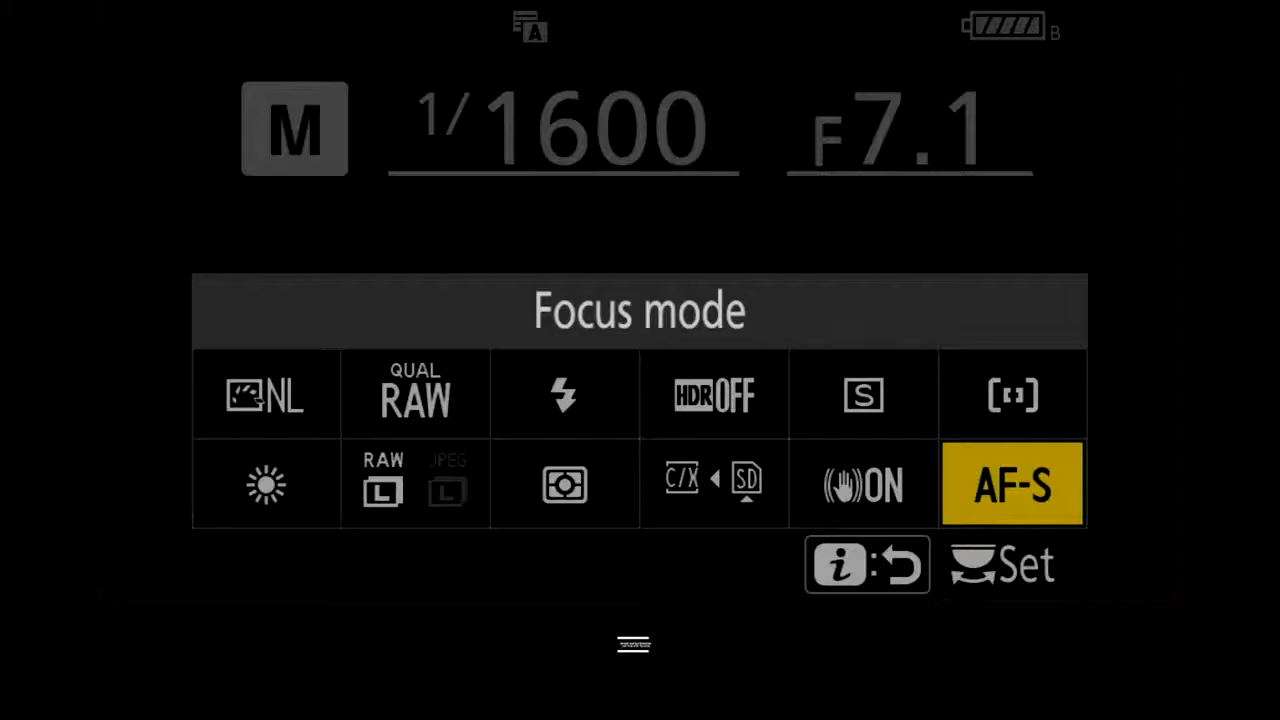 A
B
M 1/1600 F7.1
Focus mode
NL QUAL RAW HDR OFF S
RAW L JPEG L C/X SD ON AF-S
i : Set